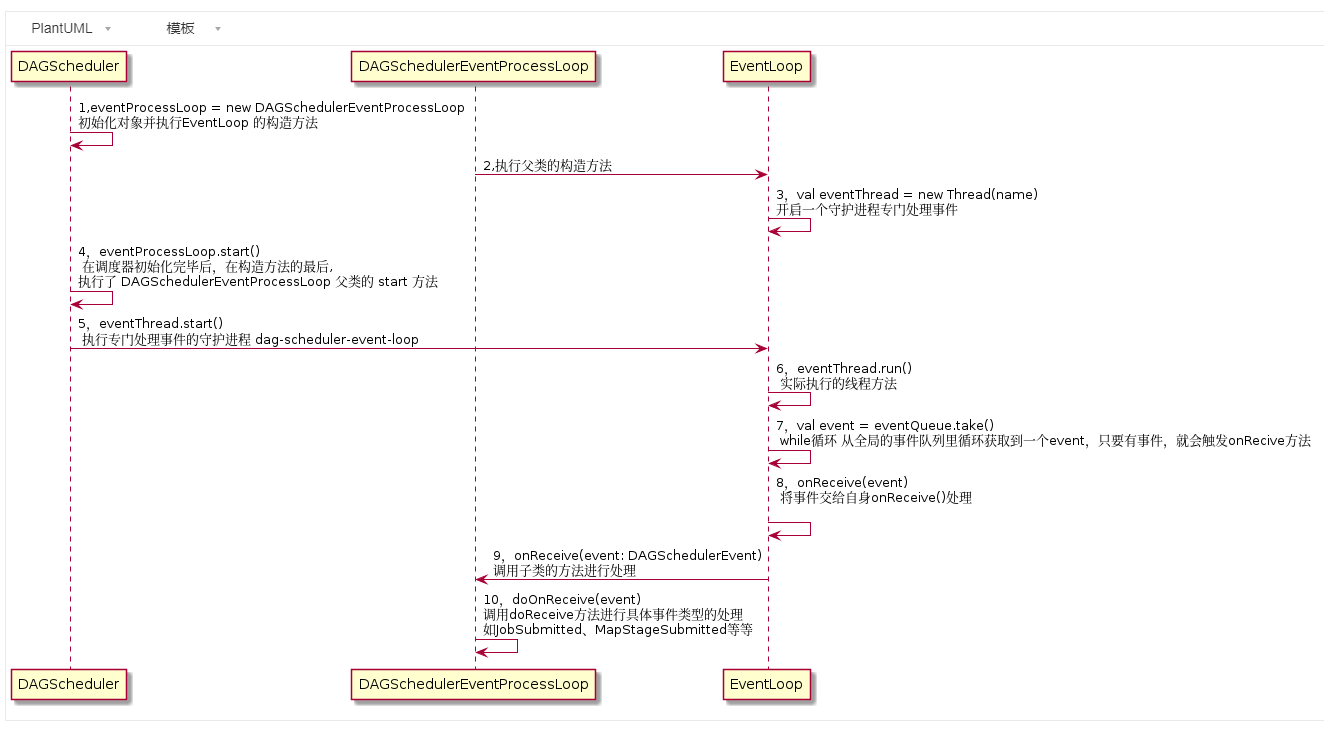 PlantUML 模板
DAGScheduler DAGSchedulerEventProcessLoop EventLoop
1,eventProcessLoop = new DAGSchedulerEventProcessLoop
初始化对象并执行EventLoop 的构造方法
2,执行父类的构造方法
3，val eventThread = new Thread(name)
开启一个守护进程专门处理事件
4，eventProcessLoop.start()
在调度器初始化完毕后，在构造方法的最后,
执行了 DAGSchedulerEventProcessLoop 父类的 start 方法
5，eventThread.start()
执行专门处理事件的守护进程 dag-scheduler-event-loop
6，eventThread.run()
实际执行的线程方法
7，val event = eventQueue.take()
while循环 从全局的事件队列里循环获取到一个event，只要有事件，就会触发onRecive方法
8，onReceive(event)
将事件交给自身onReceive()处理
9，onReceive(event: DAGSchedulerEvent)
调用子类的方法进行处理
10，doOnReceive(event)
调用doReceive方法进行具体事件类型的处理
如JobSubmitted、MapStageSubmitted等等
DAGScheduler DAGSchedulerEventProcessLoop EventLoop